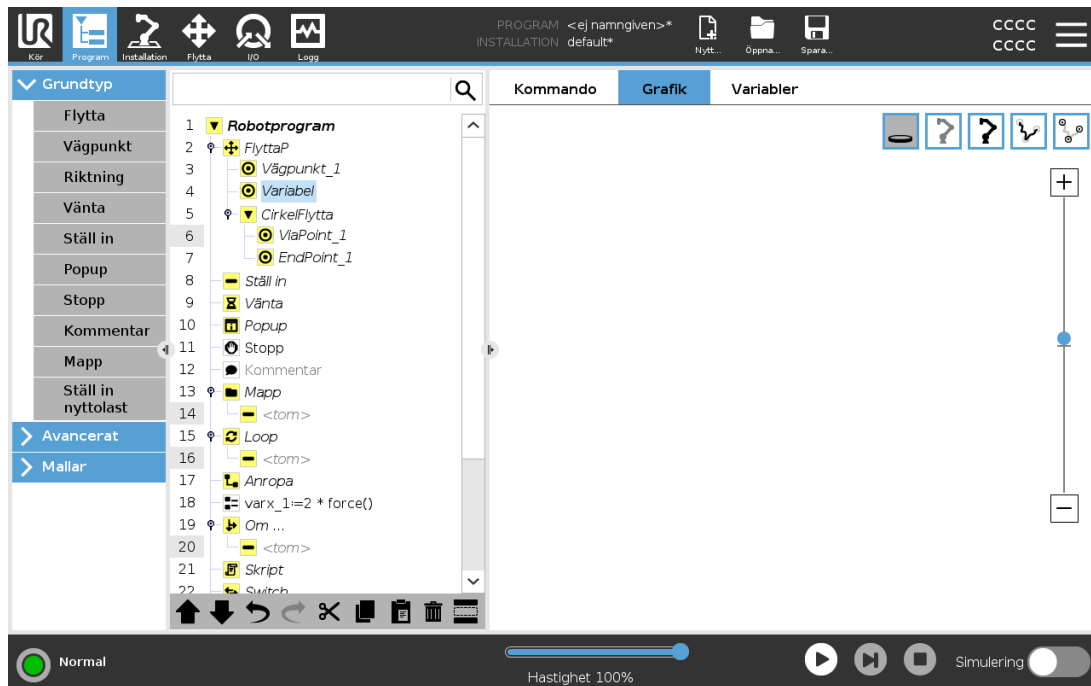 UR
PROGRAM <ej namngiven>*
INSTALLATION default*
Kör
Program
Installation
Flytta
I/O
Logg
Nytt...
Öppna...
Spara...
CCCC
CCCC
Grundtyp
Flytta
Vägpunkt
Riktning
Vänta
Ställ in
Popup
Stopp
Kommentar
Mapp
Ställ in
nyttolast
Avancerat
Mallar
1 Robotprogram
2 FlyttaP
3 Vägpunkt_1
4 Variabel
5 CirkelFlytta
6 ViaPoint_1
7 EndPoint_1
8 Ställ in
9 Vänta
10 Popup
11 Stopp
12 Kommentar
13 Mapp
14 <tom>
15 Loop
16 <tom>
17 Anropa
18 varx_1:=2 * force()
19 Om ...
20 <tom>
21 Skript
22 Switch
Kommando
Grafik
Variabler
Normal
Hastighet 100%
Simulering